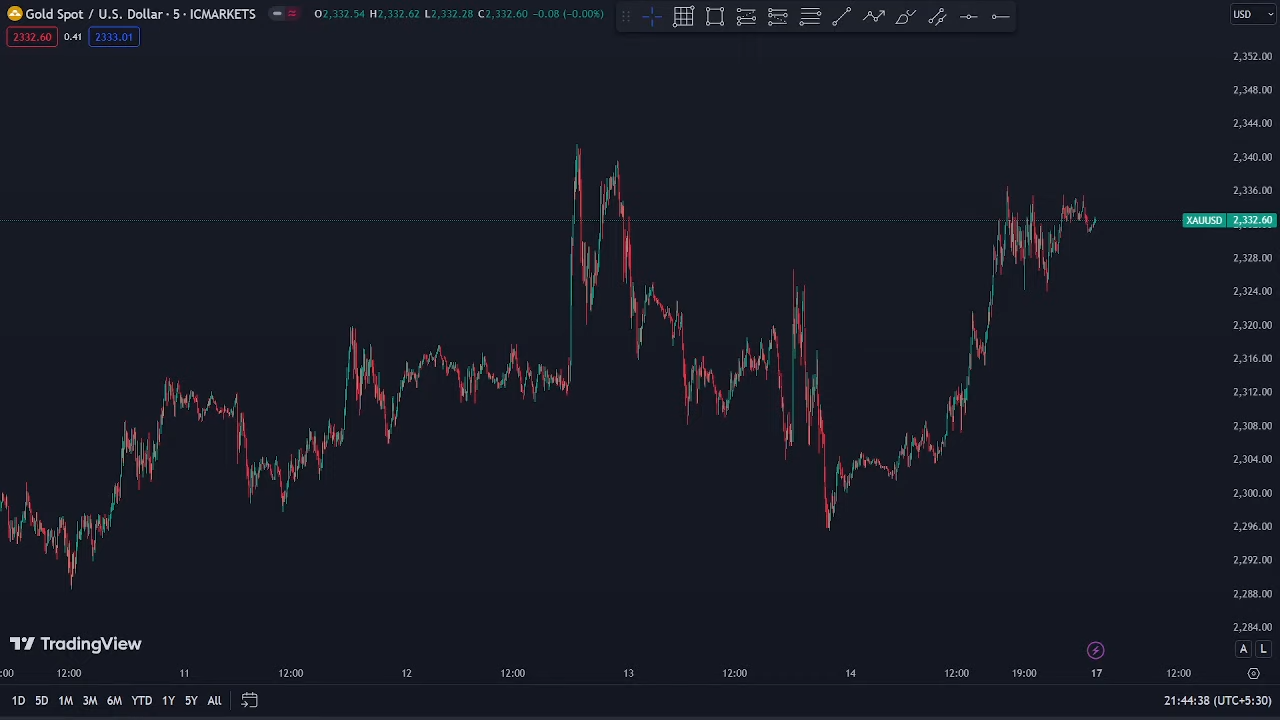 Gold Spot / U.S. Dollar · 5 · ICMARKETS O2,332.54 H2,332.62 L2,332.28 C2,332.60 -0.08 (-0.00%) USD
2332.60 0.41 2333.01
2,352.00
2,348.00
2,344.00
2,340.00
2,336.00
XAUUSD 2,332.60
2,328.00
2,324.00
2,320.00
2,316.00
2,312.00
2,308.00
2,304.00
2,300.00
2,296.00
2,292.00
2,288.00
2,284.00
TradingView
A L
:00 12:00 11 12:00 12 12:00 13 12:00 14 12:00 19:00 17 12:00
1D 5D 1M 3M 6M YTD 1Y 5Y All 21:44:38 (UTC+5:30)